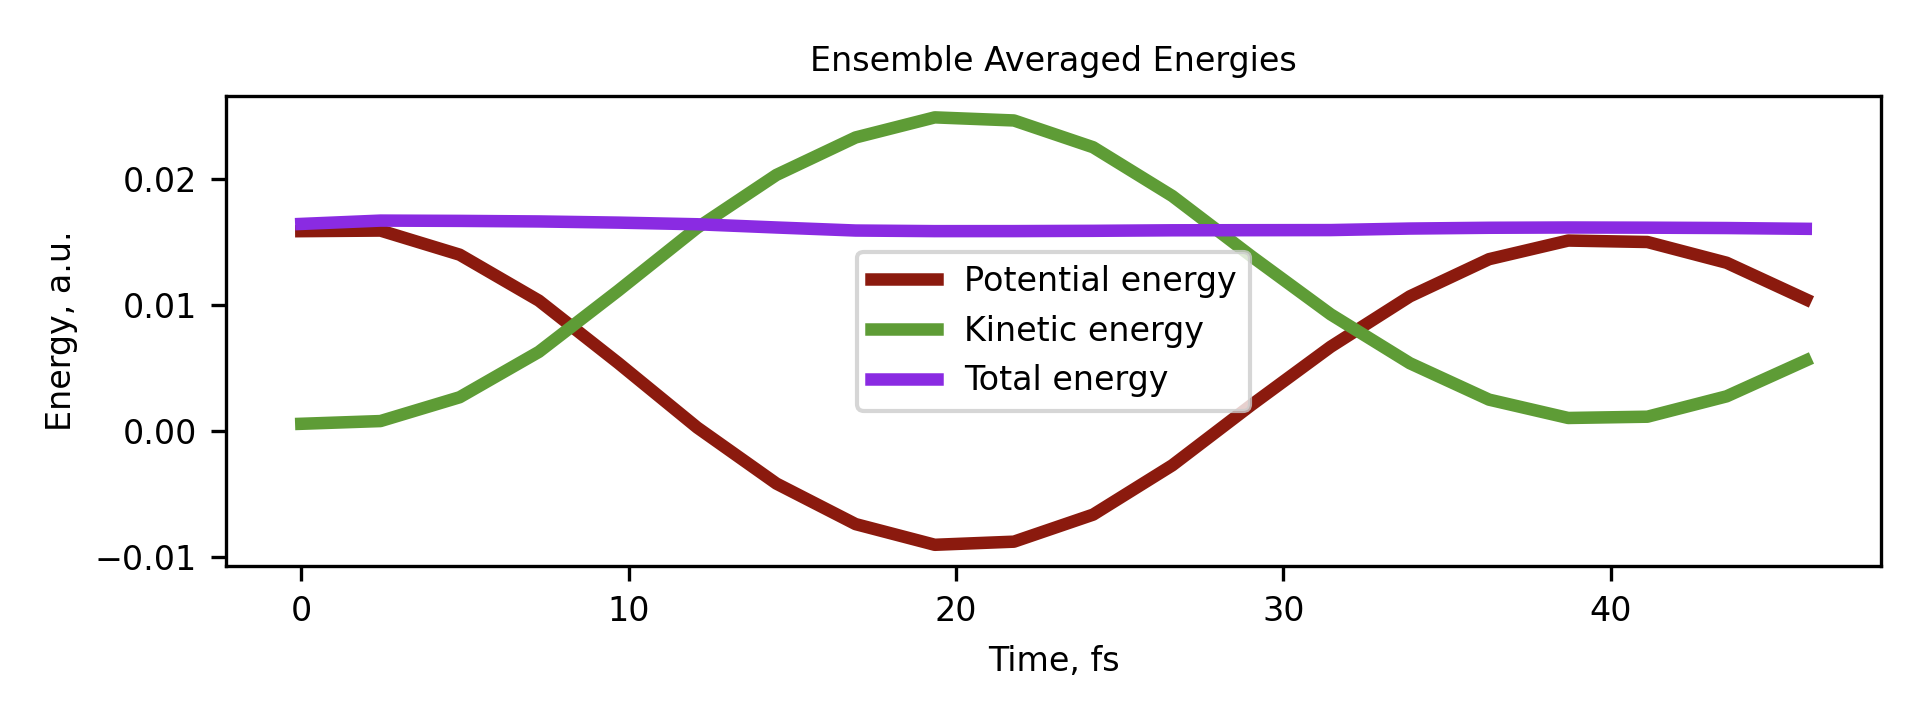 Ensemble Averaged Energies
Energy, a.u.
0.02
0.01
0.00
−0.01
Potential energy
Kinetic energy
Total energy
0 10 20 30 40
Time, fs